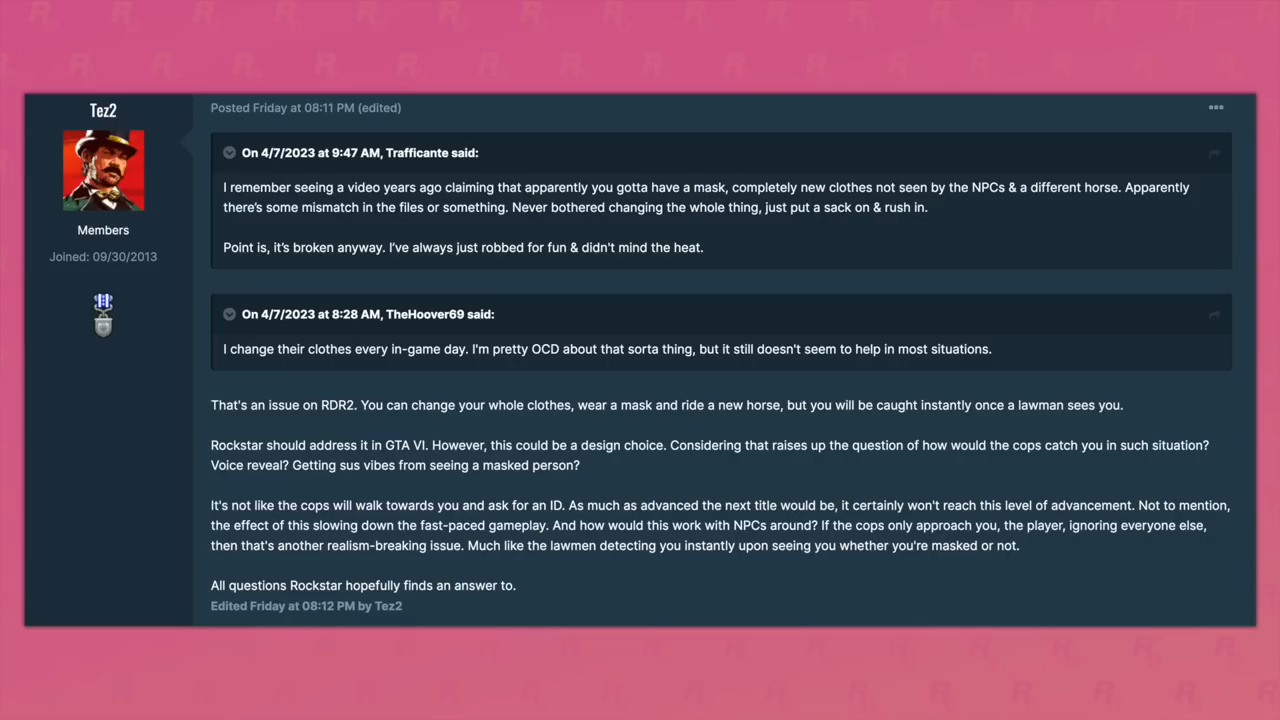 Tez2
Members
Joined: 09/30/2013
Posted Friday at 08:11 PM (edited)
On 4/7/2023 at 9:47 AM, Trafficante said:
I remember seeing a video years ago claiming that apparently you gotta have a mask, completely new clothes not seen by the NPCs & a different horse. Apparently
there's some mismatch in the files or something. Never bothered changing the whole thing, just put a sack on & rush in.
Point is, it's broken anyway. I've always just robbed for fun & didn't mind the heat.
On 4/7/2023 at 8:28 AM, TheHoover69 said:
I change their clothes every in-game day. I'm pretty OCD about that sorta thing, but it still doesn't seem to help in most situations.
That's an issue on RDR2. You can change your whole clothes, wear a mask and ride a new horse, but you will be caught instantly once a lawman sees you.
Rockstar should address it in GTA VI. However, this could be a design choice. Considering that raises up the question of how would the cops catch you in such situation?
Voice reveal? Getting sus vibes from seeing a masked person?
It's not like the cops will walk towards you and ask for an ID. As much as advanced the next title would be, it certainly won't reach this level of advancement. Not to mention,
the effect of this slowing down the fast-paced gameplay. And how would this work with NPCs around? If the cops only approach you, the player, ignoring everyone else,
then that's another realism-breaking issue. Much like the lawmen detecting you instantly upon seeing you whether you're masked or not.
All questions Rockstar hopefully finds an answer to.
Edited Friday at 08:12 PM by Tez2